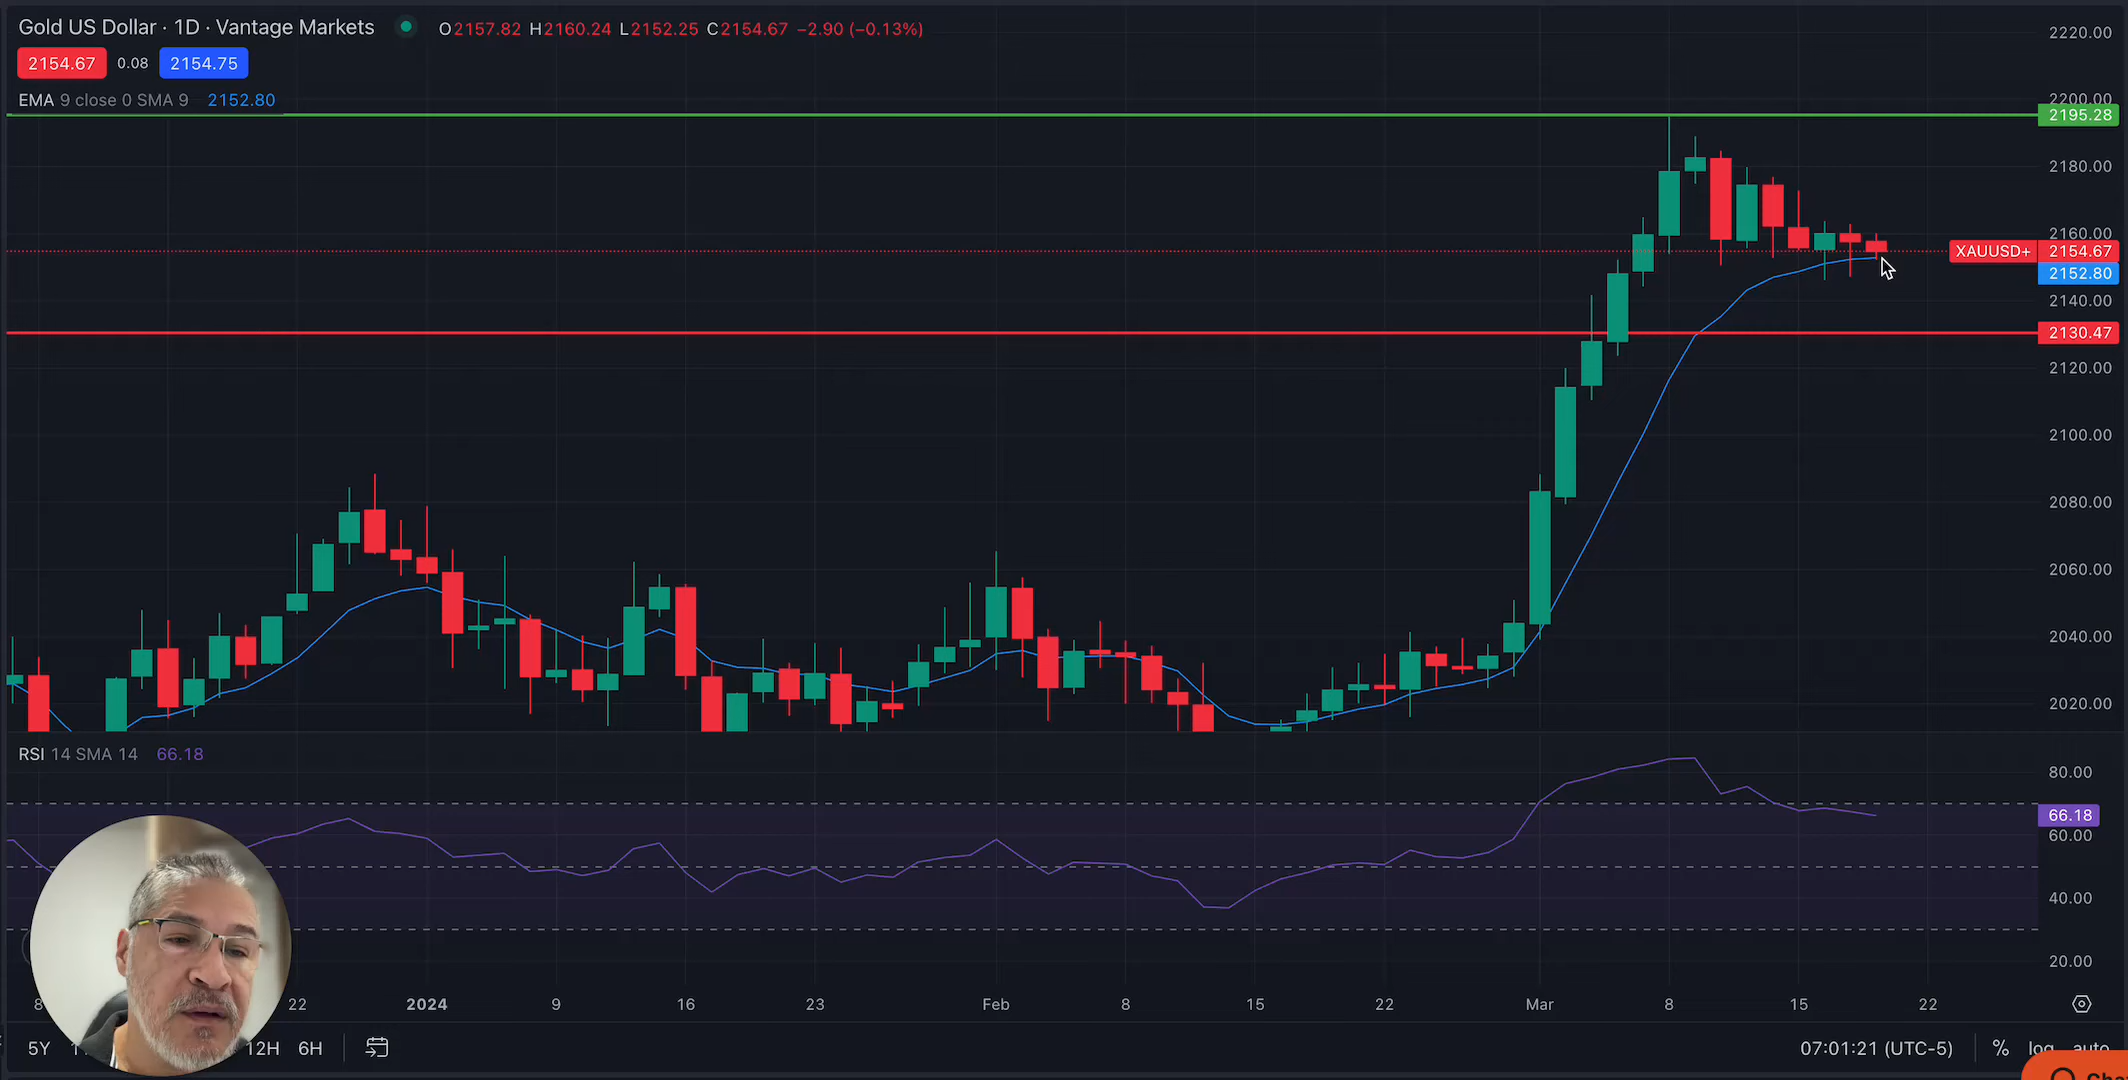 Gold US Dollar · 1D · Vantage Markets O2157.82 H2160.24 L2152.25 C2154.67 −2.90 (−0.13%)
2154.67 0.08 2154.75
EMA 9 close 0 SMA 9 2152.80
2220.00
2200.00
2195.28
2180.00
2160.00
XAUUSD+ 2154.67
2152.80
2140.00
2130.47
2120.00
2100.00
2080.00
2060.00
2040.00
2020.00
RSI 14 SMA 14 66.18
80.00
66.18
60.00
40.00
20.00
8 22 2024 9 16 23 Feb 8 15 22 Mar 8 15 22
5Y 12H 6H 07:01:21 (UTC-5) % log auto